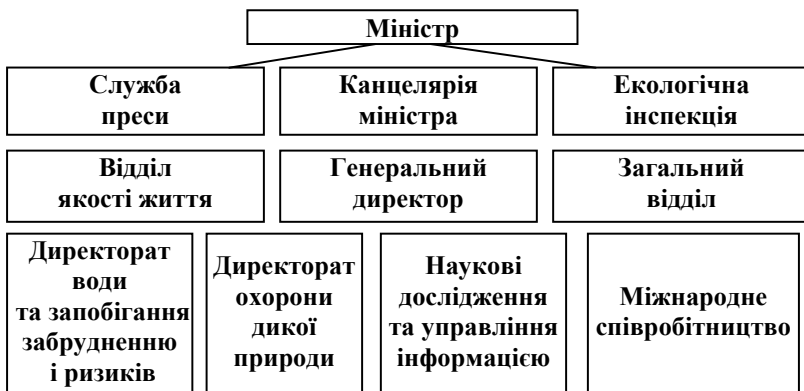 Міністр
Служба
преси
Канцелярія
міністра
Екологічна
інспекція
Відділ
якості життя
Генеральний
директор
Загальний
відділ
Директорат
води
та запобігання
забрудненню
і ризиків
Директорат
охорони
дикої
природи
Наукові
дослідження
та управління
інформацією
Міжнародне
співробітництво